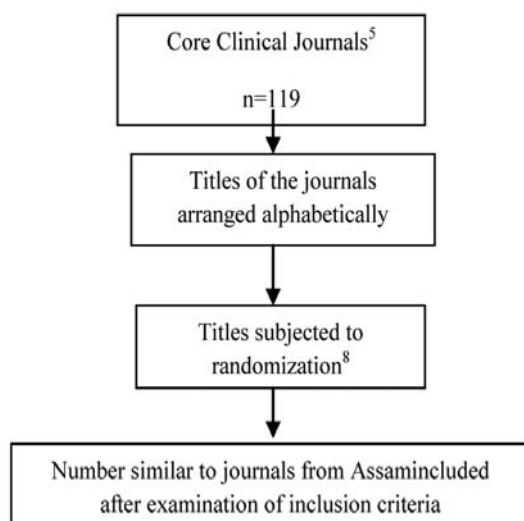 Core Clinical Journals⁵
n=119
Titles of the journals
arranged alphabetically
Titles subjected to
randomization⁸
Number similar to journals from Assamincluded
after examination of inclusion criteria